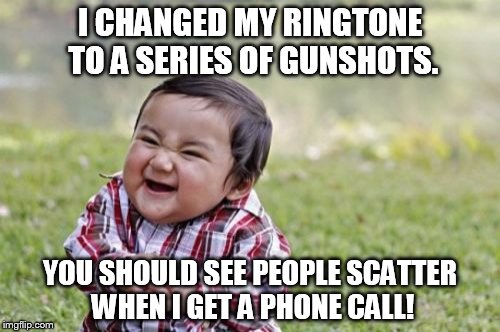 I CHANGED MY RINGTONE
TO A SERIES OF GUNSHOTS.
YOU SHOULD SEE PEOPLE SCATTER
WHEN I GET A PHONE CALL!
imgflip.com